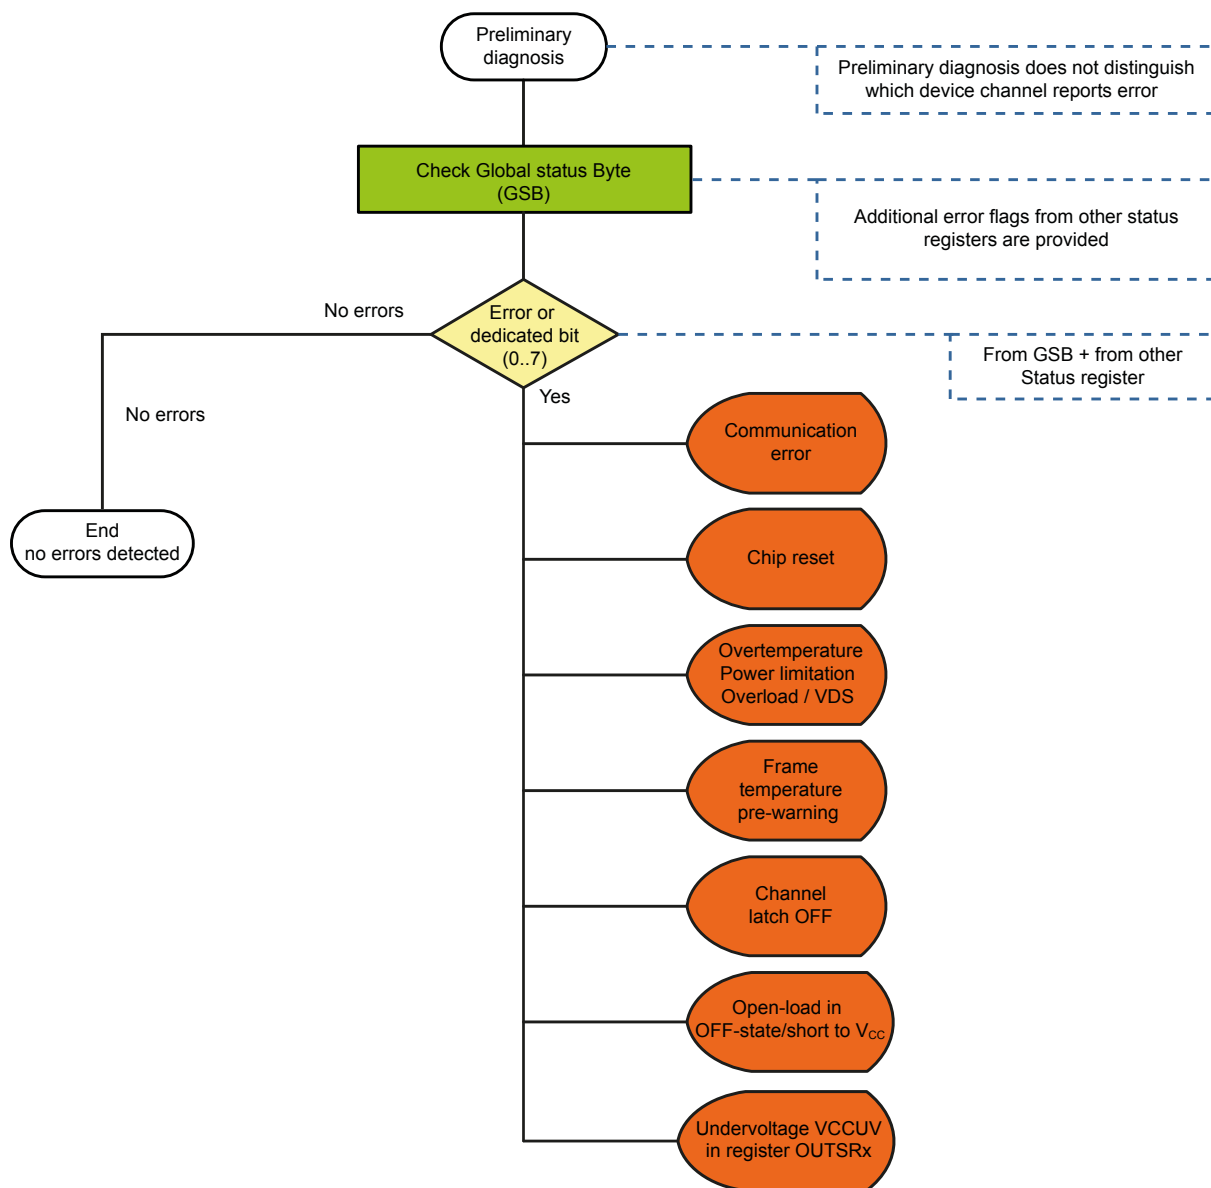 Preliminary
diagnosis
Preliminary diagnosis does not distinguish
which device channel reports error
Check Global status Byte
(GSB)
Additional error flags from other status
registers are provided
No errors
Error or
dedicated bit
(0..7)
From GSB + from other
Status register
Yes
No errors
Communication
error
End
no errors detected
Chip reset
Overtemperature
Power limitation
Overload / VDS
Frame
temperature
pre-warning
Channel
latch OFF
Open-load in
OFF-state/short to VCC
Undervoltage VCCUV
in register OUTSRx